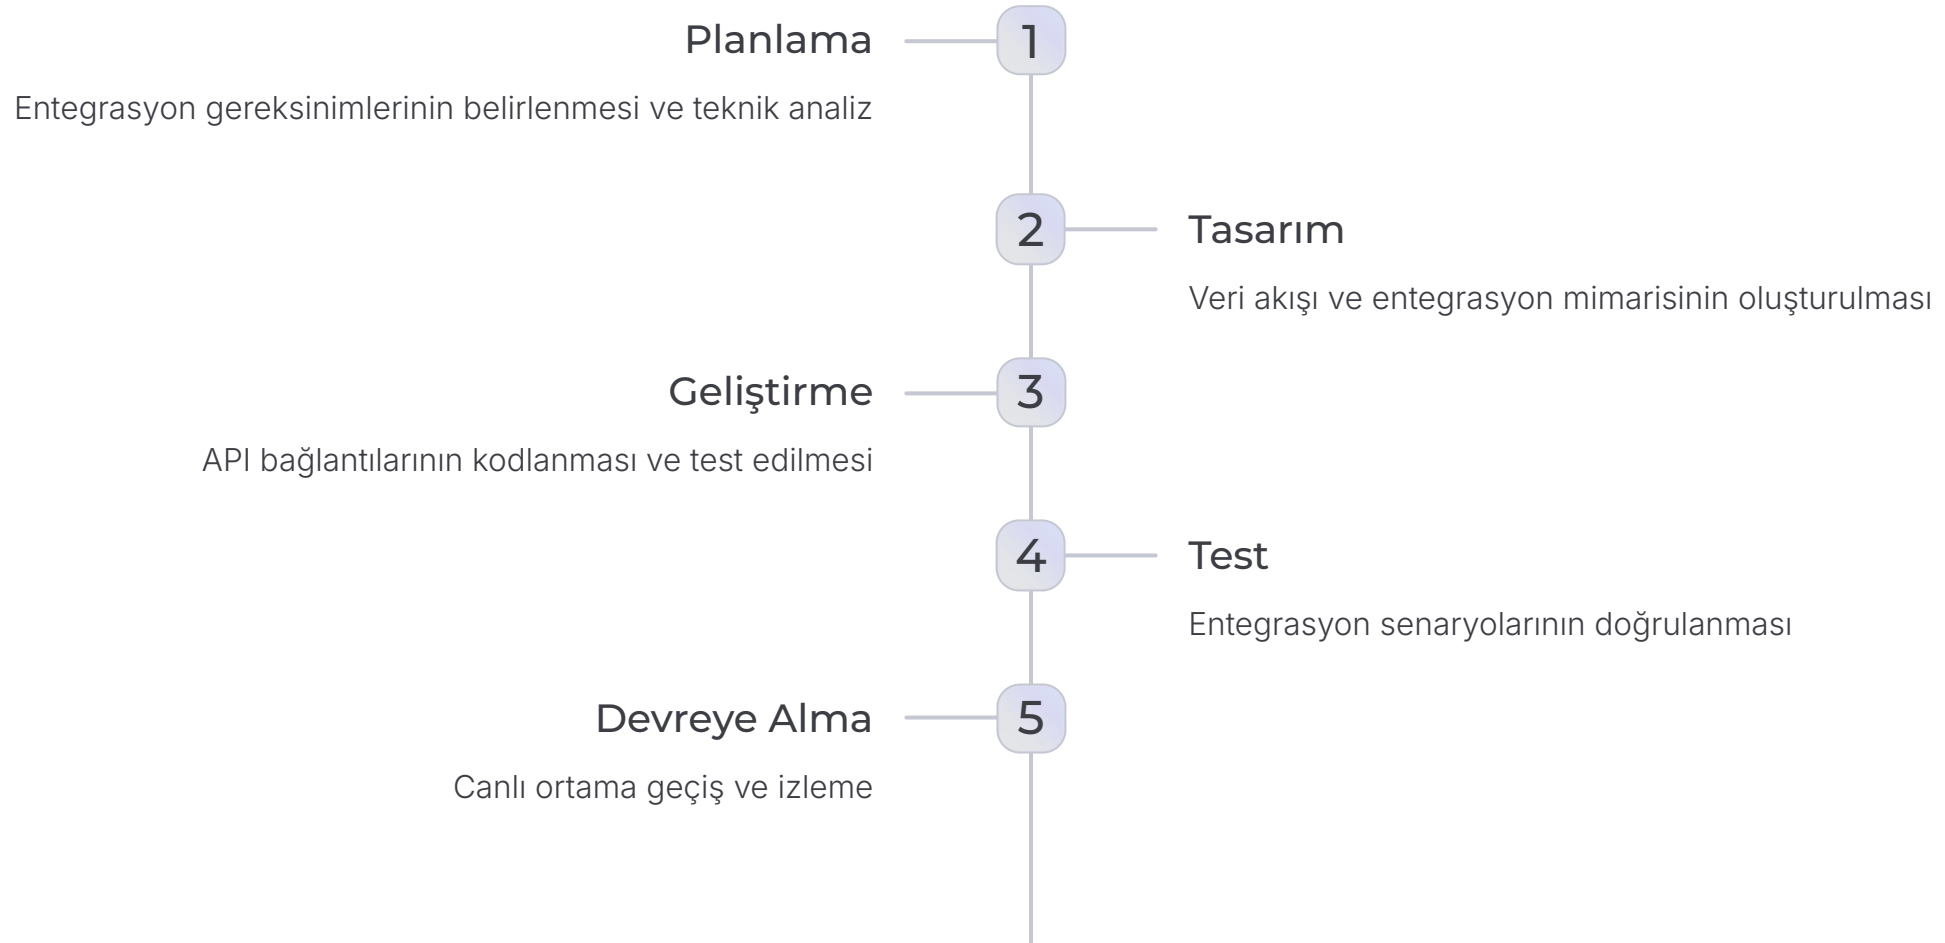 1
Planlama
Entegrasyon gereksinimlerinin belirlenmesi ve teknik analiz
2
Tasarım
Veri akışı ve entegrasyon mimarisinin oluşturulması
3
Geliştirme
API bağlantılarının kodlanması ve test edilmesi
4
Test
Entegrasyon senaryolarının doğrulanması
5
Devreye Alma
Canlı ortama geçiş ve izleme